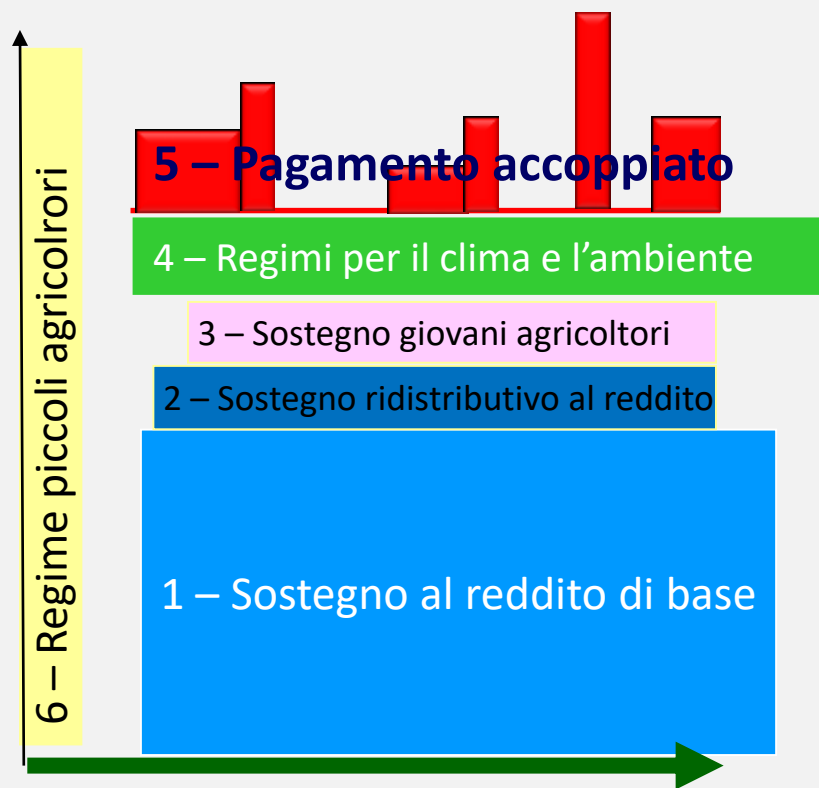 5 – Pagamento accoppiato
4 – Regimi per il clima e l’ambiente
3 – Sostegno giovani agricoltori
2 – Sostegno ridistributivo al reddito
1 – Sostegno al reddito di base
6 – Regime piccoli agricolrori